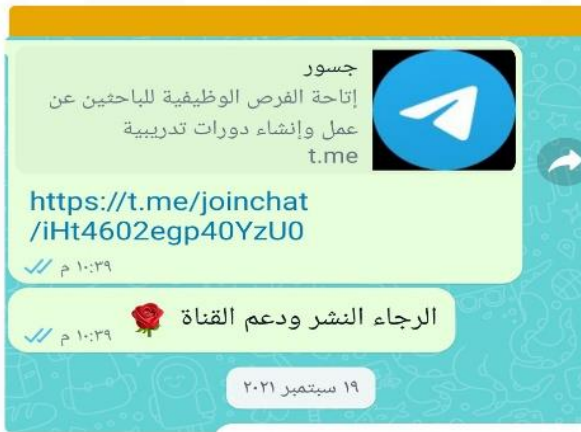 جسور
إتاحة الفرص الوظيفية للباحثين عن
عمل وإنشاء دورات تدريبية
t.me
https://t.me/joinchat
/iHt4602egp40YzU0
١٠:٣٩ م
الرجاء النشر ودعم القناة 🌹
١٠:٣٩ م
١٩ سبتمبر ٢٠٢١